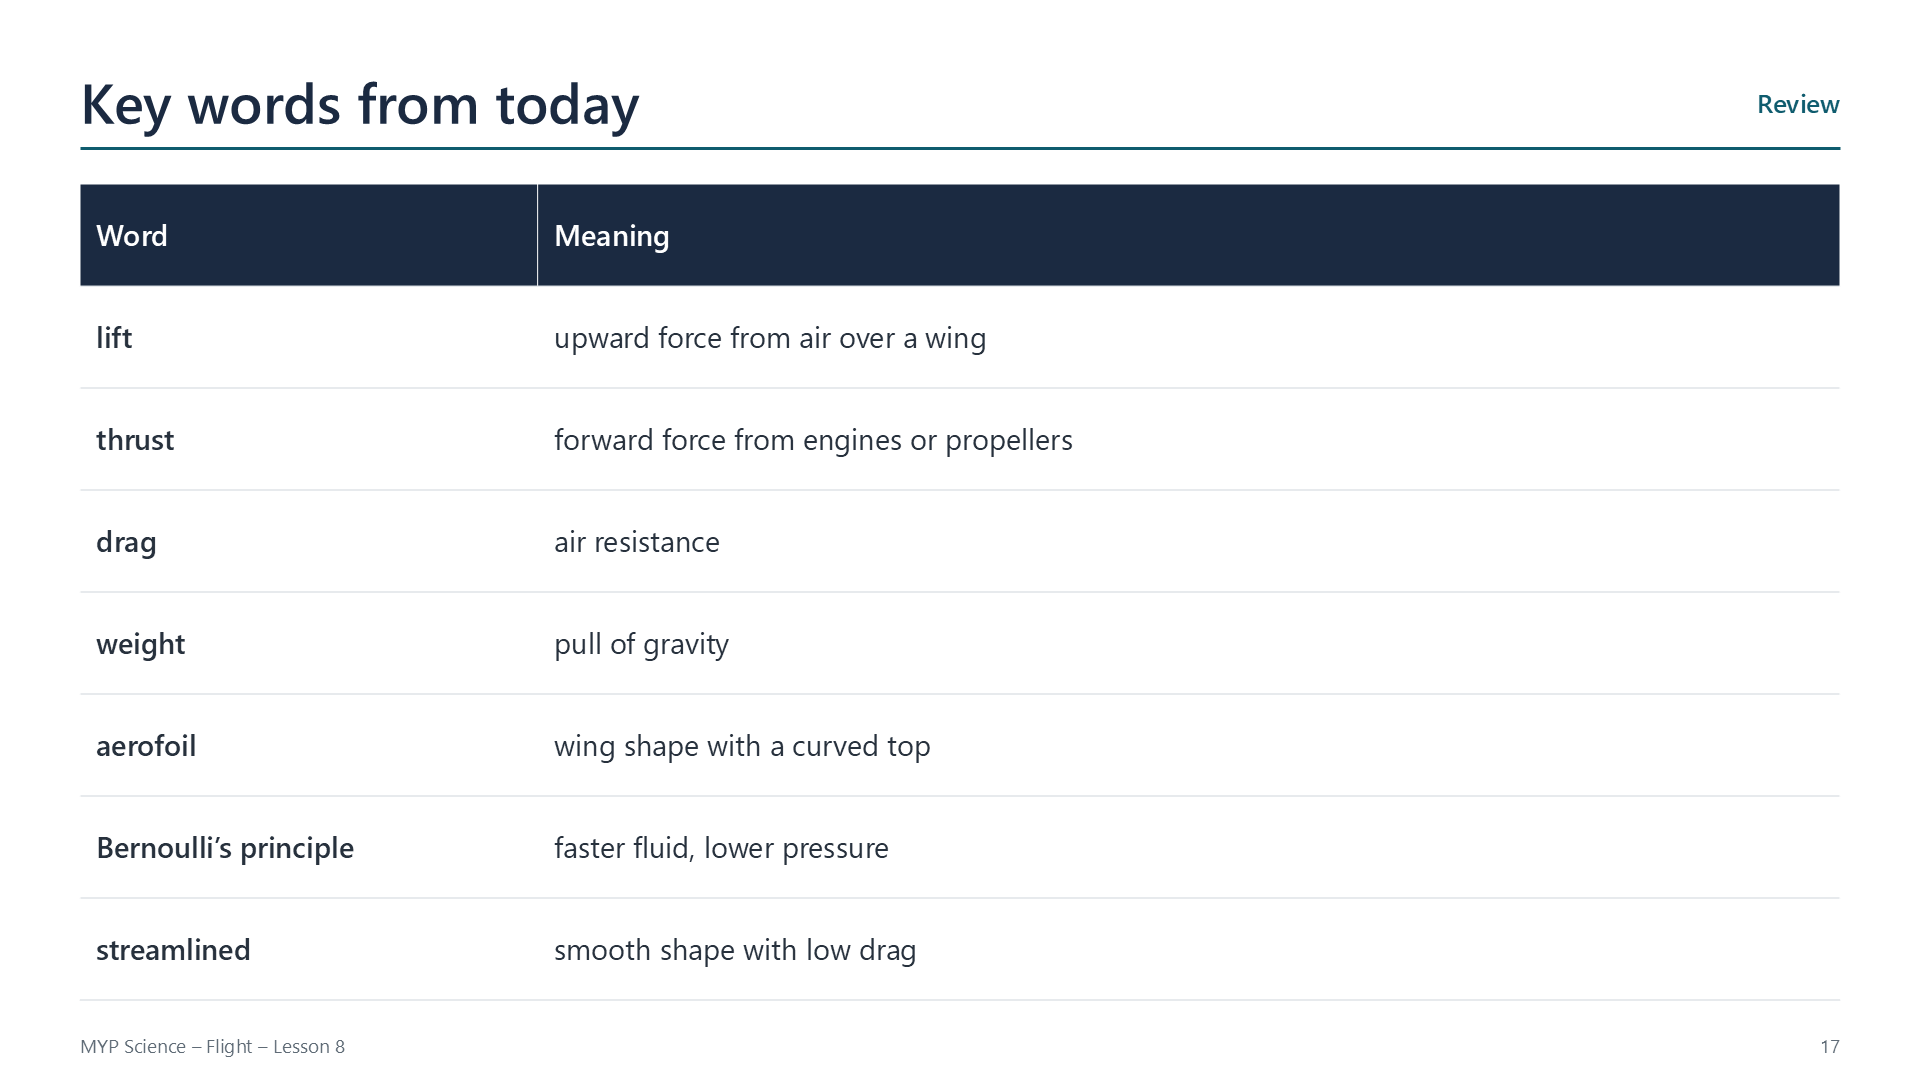 Key words from today
Review
Word Meaning
lift upward force from air over a wing
thrust forward force from engines or propellers
drag air resistance
weight pull of gravity
aerofoil wing shape with a curved top
Bernoulli’s principle faster fluid, lower pressure
streamlined smooth shape with low drag
MYP Science – Flight – Lesson 8 17